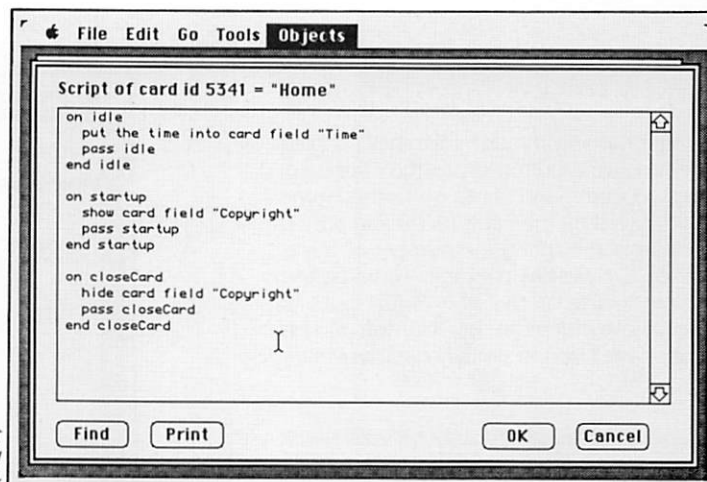 File Edit Go Tools Objects
Script of card id 5341 = "Home"
on idle
  put the time into card field "Time"
  pass idle
end idle

on startup
  show card field "Copyright"
  pass startup
end startup

on closeCard
  hide card field "Copyright"
  pass closeCard
end closeCard
Find Print OK Cancel